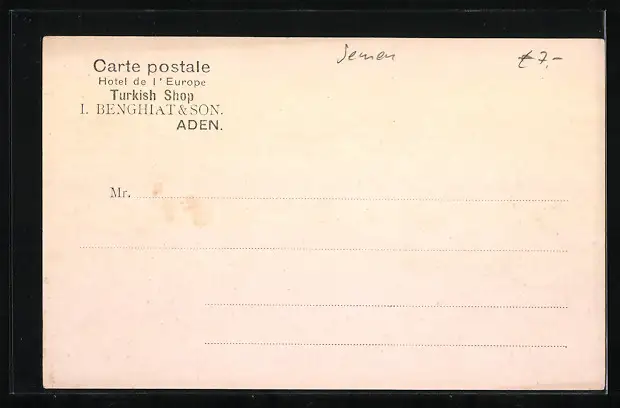 Jemen
€ 7,-
Carte postale
Hotel de l'Europe
Turkish Shop
I. BENGHIAT & SON.
ADEN.
Mr.